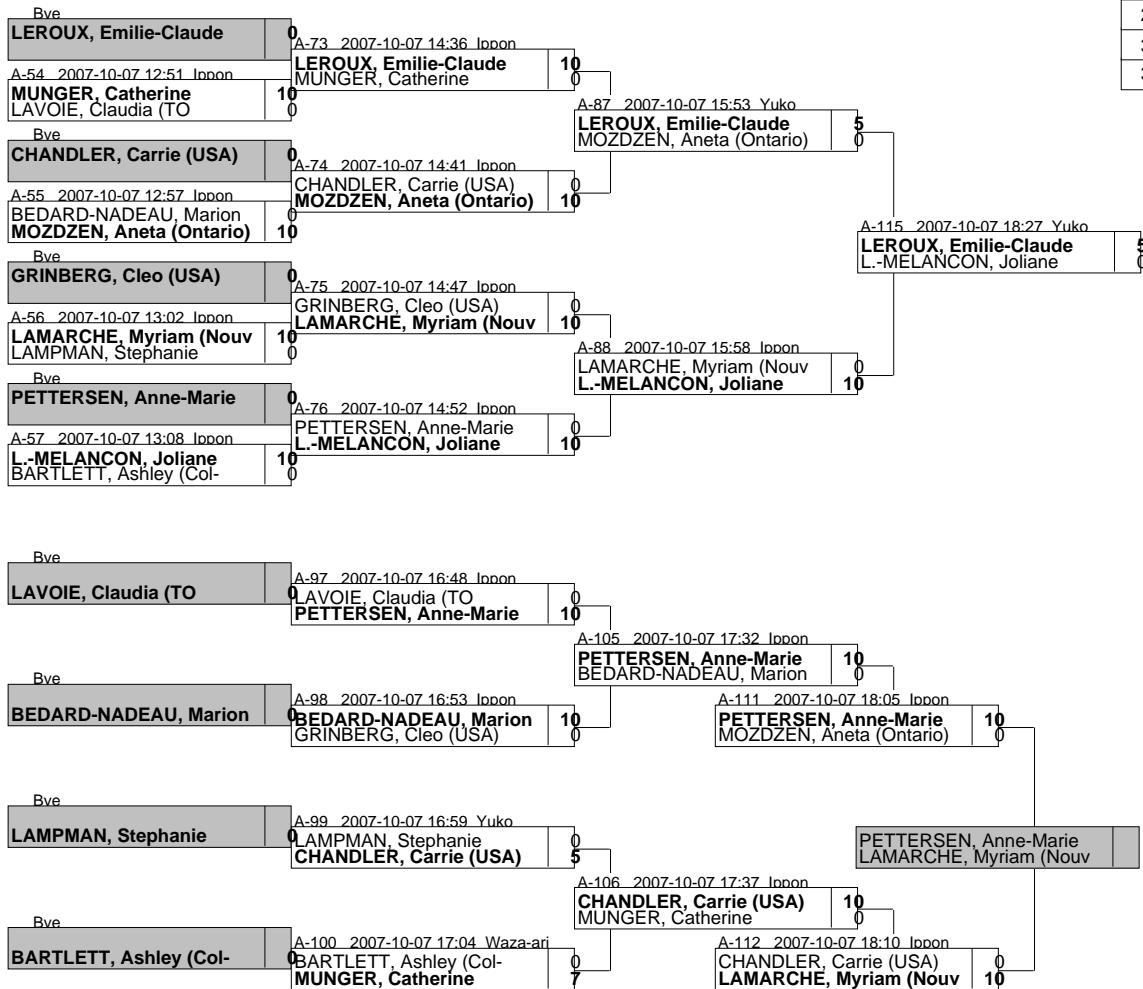 Bye
LEROUX, Emilie-Claude 0
A-54 2007-10-07 12:51 Ippon
MUNGER, Catherine 10
LAVOIE, Claudia (TO 0
Bye
CHANDLER, Carrie (USA) 0
A-55 2007-10-07 12:57 Ippon
BEDARD-NADEAU, Marion 0
MOZDZEN, Aneta (Ontario) 10
Bye
GRINBERG, Cleo (USA) 0
A-56 2007-10-07 13:02 Ippon
LAMARCHE, Myriam (Nouv 10
LAMPMAN, Stephanie 0
Bye
PETTERSEN, Anne-Marie 0
A-57 2007-10-07 13:08 Ippon
L.-MELANCON, Joliane 10
BARTLETT, Ashley (Col- 0
A-73 2007-10-07 14:36 Ippon
LEROUX, Emilie-Claude 10
MUNGER, Catherine 0
A-74 2007-10-07 14:41 Ippon
CHANDLER, Carrie (USA) 0
MOZDZEN, Aneta (Ontario) 10
A-75 2007-10-07 14:47 Ippon
GRINBERG, Cleo (USA) 0
LAMARCHE, Myriam (Nouv 10
A-76 2007-10-07 14:52 Ippon
PETTERSEN, Anne-Marie 0
L.-MELANCON, Joliane 10
A-87 2007-10-07 15:53 Yuko
LEROUX, Emilie-Claude 5
MOZDZEN, Aneta (Ontario) 0
A-88 2007-10-07 15:58 Ippon
LAMARCHE, Myriam (Nouv 0
L.-MELANCON, Joliane 10
A-115 2007-10-07 18:27 Yuko
LEROUX, Emilie-Claude 5
L.-MELANCON, Joliane 0
3
3
Bye
LAVOIE, Claudia (TO 0
Bye
BEDARD-NADEAU, Marion 0
Bye
LAMPMAN, Stephanie 0
Bye
BARTLETT, Ashley (Col- 0
A-97 2007-10-07 16:48 Ippon
LAVOIE, Claudia (TO 0
PETTERSEN, Anne-Marie 10
A-98 2007-10-07 16:53 Ippon
BEDARD-NADEAU, Marion 10
GRINBERG, Cleo (USA) 0
A-99 2007-10-07 16:59 Yuko
LAMPMAN, Stephanie 0
CHANDLER, Carrie (USA) 5
A-100 2007-10-07 17:04 Waza-ari
BARTLETT, Ashley (Col- 0
MUNGER, Catherine 7
A-105 2007-10-07 17:32 Ippon
PETTERSEN, Anne-Marie 10
BEDARD-NADEAU, Marion 0
A-106 2007-10-07 17:37 Ippon
CHANDLER, Carrie (USA) 10
MUNGER, Catherine 0
A-111 2007-10-07 18:05 Ippon
PETTERSEN, Anne-Marie 10
MOZDZEN, Aneta (Ontario) 0
A-112 2007-10-07 18:10 Ippon
CHANDLER, Carrie (USA) 0
LAMARCHE, Myriam (Nouv 10
PETTERSEN, Anne-Marie
LAMARCHE, Myriam (Nouv